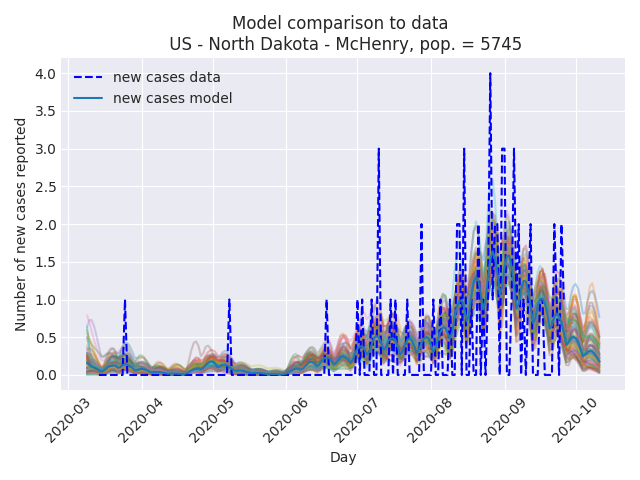 Model comparison to data
US - North Dakota - McHenry, pop. = 5745
new cases data
new cases model
Number of new cases reported
4.0
3.5
3.0
2.5
2.0
1.5
1.0
0.5
0.0
2020-03
2020-04
2020-05
2020-06
2020-07
2020-08
2020-09
2020-10
Day